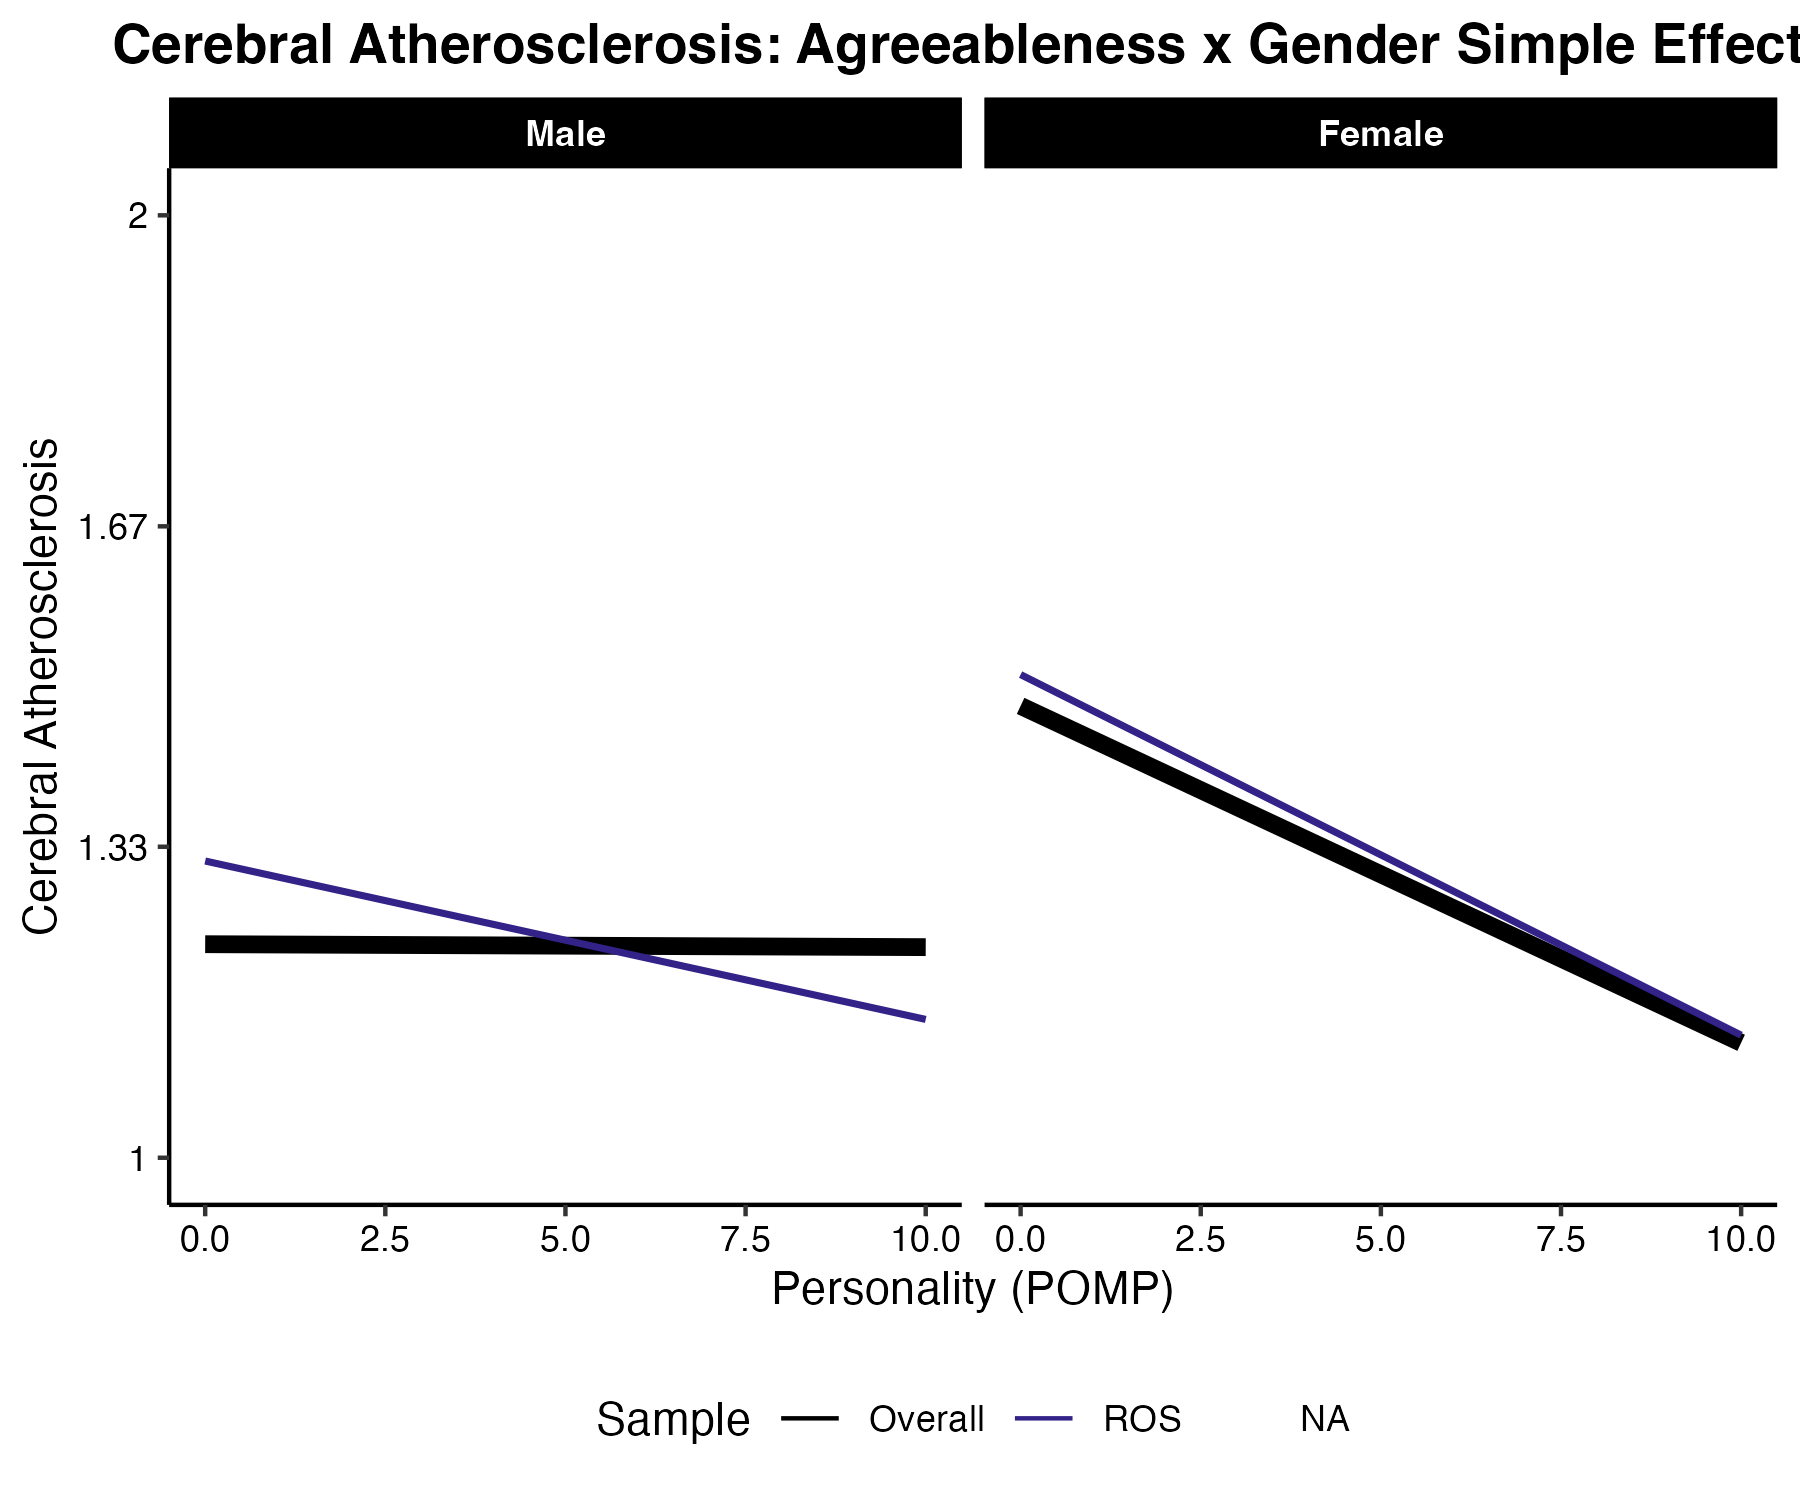 Cerebral Atherosclerosis: Agreeableness x Gender Simple Effect
Male
Female
Cerebral Atherosclerosis
2
1.67
1.33
1
0.0 2.5 5.0 7.5 10.0
0.0 2.5 5.0 7.5 10.0
Personality (POMP)
Sample Overall ROS NA